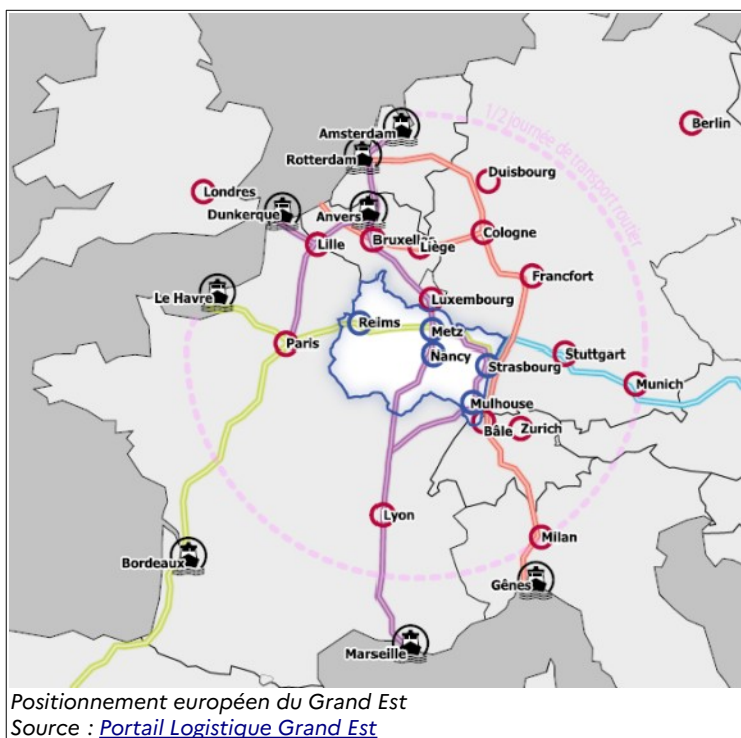 Amsterdam
1/2 journée de transport routier
Berlin
Rotterdam
Duisbourg
Londres
Dunkerque
Anvers
Lille
Bruxelles
Liège
Cologne
Francfort
Le Havre
Luxembourg
Reims
Metz
Paris
Nancy
Stuttgart
Strasbourg
Munich
Mulhouse
Bâle
Zurich
Lyon
Milan
Bordeaux
Gênes
Marseille
Positionnement européen du Grand Est
Source : Portail Logistique Grand Est